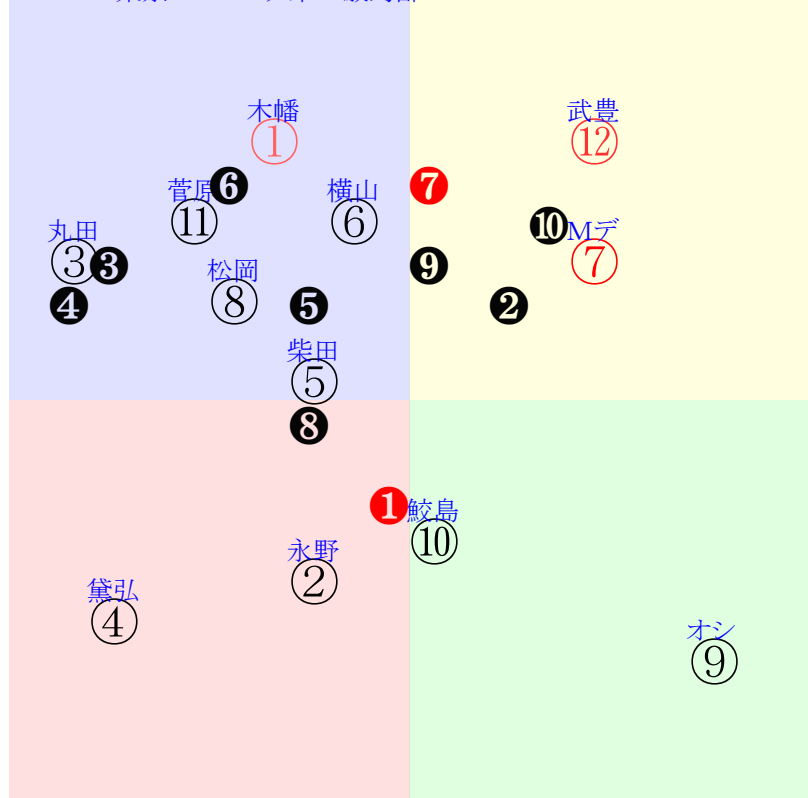 木幡 武豊
① ⑫
菅原 ❻ 横山 ❼
⑪ ⑥ ❿
丸田 Mデ
③ ❸ 松岡 ❾ ⑦
❹ ⑧ ❺ ❷
柴田
⑤
❽
❶ 鮫島
⑩
永野
②
黛弘
④ オシ
⑨